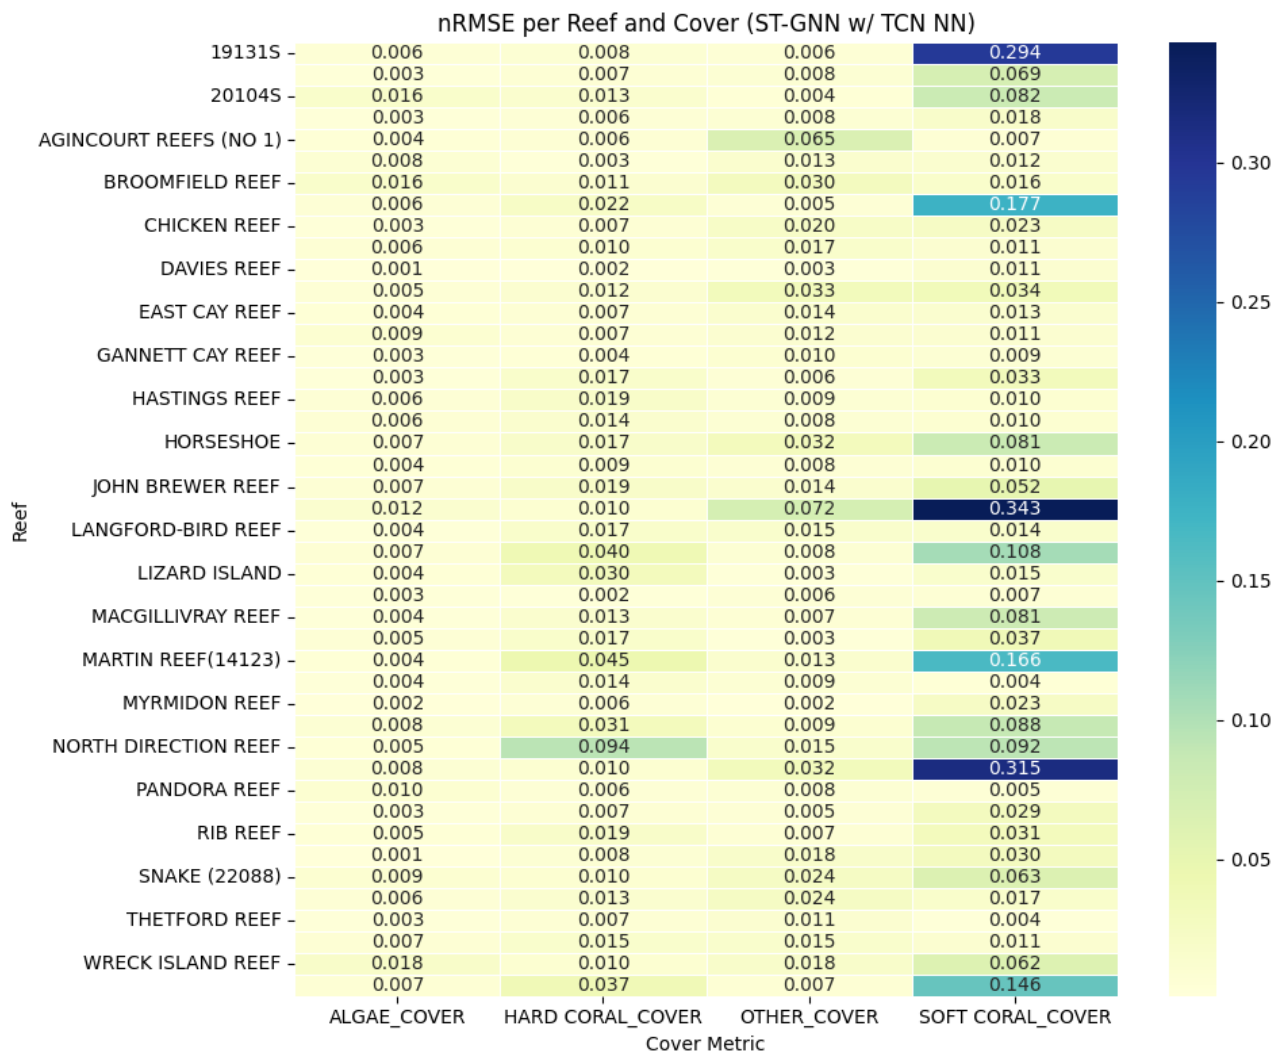 nRMSE per Reef and Cover (ST-GNN w/ TCN NN)
19131S 0.006 0.008 0.006 0.294
0.003 0.007 0.008 0.069
20104S 0.016 0.013 0.004 0.082
0.003 0.006 0.008 0.018
AGINCOURT REEFS (NO 1) 0.004 0.006 0.065 0.007
0.008 0.003 0.013 0.012
BROOMFIELD REEF 0.016 0.011 0.030 0.016
0.006 0.022 0.005 0.177
CHICKEN REEF 0.003 0.007 0.020 0.023
0.006 0.010 0.017 0.011
DAVIES REEF 0.001 0.002 0.003 0.011
0.005 0.012 0.033 0.034
EAST CAY REEF 0.004 0.007 0.014 0.013
0.009 0.007 0.012 0.011
GANNETT CAY REEF 0.003 0.004 0.010 0.009
0.003 0.017 0.006 0.033
HASTINGS REEF 0.006 0.019 0.009 0.010
0.006 0.014 0.008 0.010
HORSESHOE 0.007 0.017 0.032 0.081
0.004 0.009 0.008 0.010
JOHN BREWER REEF 0.007 0.019 0.014 0.052
0.012 0.010 0.072 0.343
LANGFORD-BIRD REEF 0.004 0.017 0.015 0.014
0.007 0.040 0.008 0.108
LIZARD ISLAND 0.004 0.030 0.003 0.015
0.003 0.002 0.006 0.007
MACGILLIVRAY REEF 0.004 0.013 0.007 0.081
0.005 0.017 0.003 0.037
MARTIN REEF(14123) 0.004 0.045 0.013 0.166
0.004 0.014 0.009 0.004
MYRMIDON REEF 0.002 0.006 0.002 0.023
0.008 0.031 0.009 0.088
NORTH DIRECTION REEF 0.005 0.094 0.015 0.092
0.008 0.010 0.032 0.315
PANDORA REEF 0.010 0.006 0.008 0.005
0.003 0.007 0.005 0.029
RIB REEF 0.005 0.019 0.007 0.031
0.001 0.008 0.018 0.030
SNAKE (22088) 0.009 0.010 0.024 0.063
0.006 0.013 0.024 0.017
THETFORD REEF 0.003 0.007 0.011 0.004
0.007 0.015 0.015 0.011
WRECK ISLAND REEF 0.018 0.010 0.018 0.062
0.007 0.037 0.007 0.146
ALGAE_COVER HARD CORAL_COVER OTHER_COVER SOFT CORAL_COVER
Cover Metric
Reef
0.30
0.25
0.20
0.15
0.10
0.05